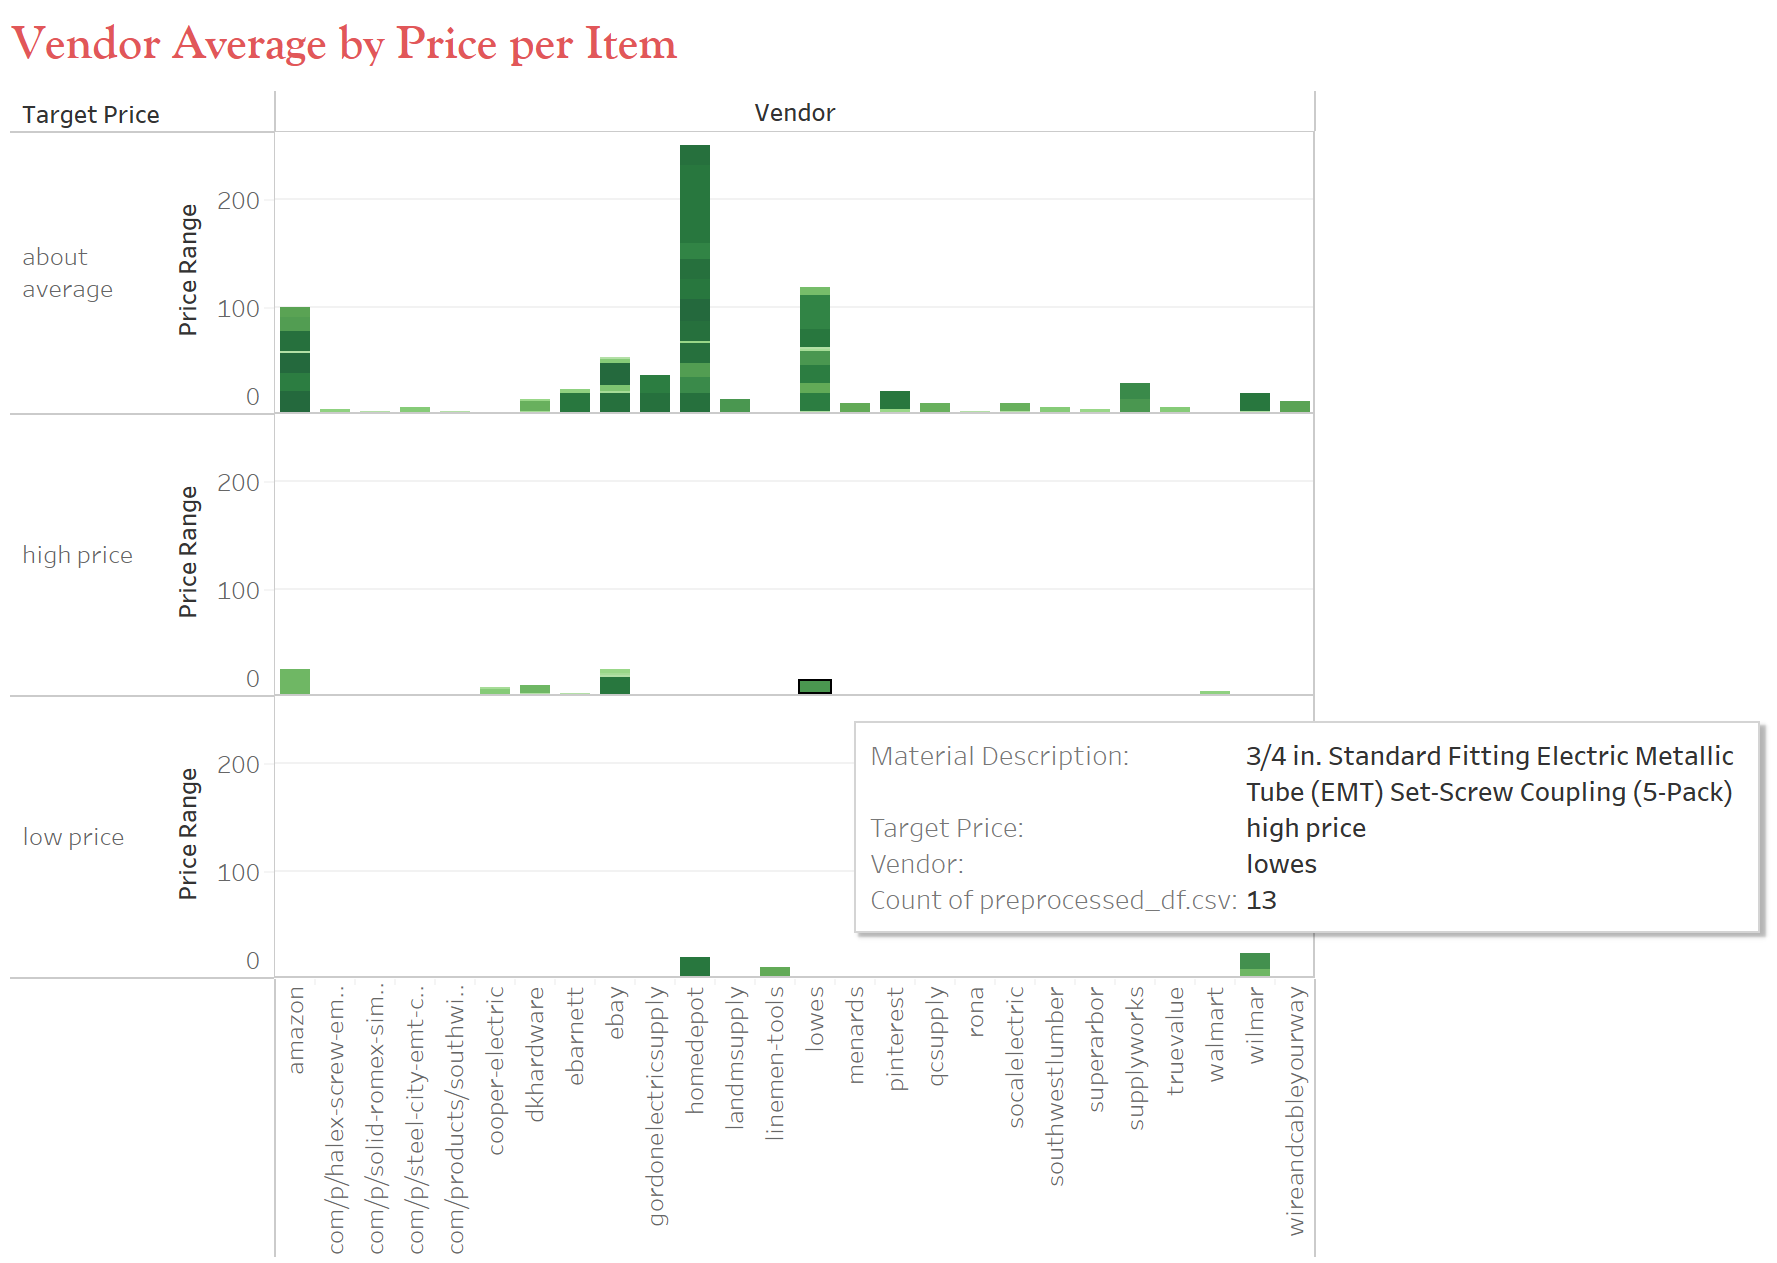 Vendor Average by Price per Item
Target Price
Vendor
about
average
Price Range
200
100
0
high price
Price Range
200
100
0
low price
Price Range
200
100
0
Material Description: 3/4 in. Standard Fitting Electric Metallic
Tube (EMT) Set-Screw Coupling (5-Pack)
Target Price: high price
Vendor: lowes
Count of preprocessed_df.csv: 13
amazon
com/p/halex-screw-em..
com/p/solid-romex-sim..
com/p/steel-city-emt-c..
com/products/southwi..
cooper-electric
dkhardware
ebarnett
ebay
gordonelectricsupply
homedepot
landmsupply
linemen-tools
lowes
menards
pinterest
qcsupply
rona
socalelectric
southwestlumber
superarbor
supplyworks
truevalue
walmart
wilmar
wireandcableyourway